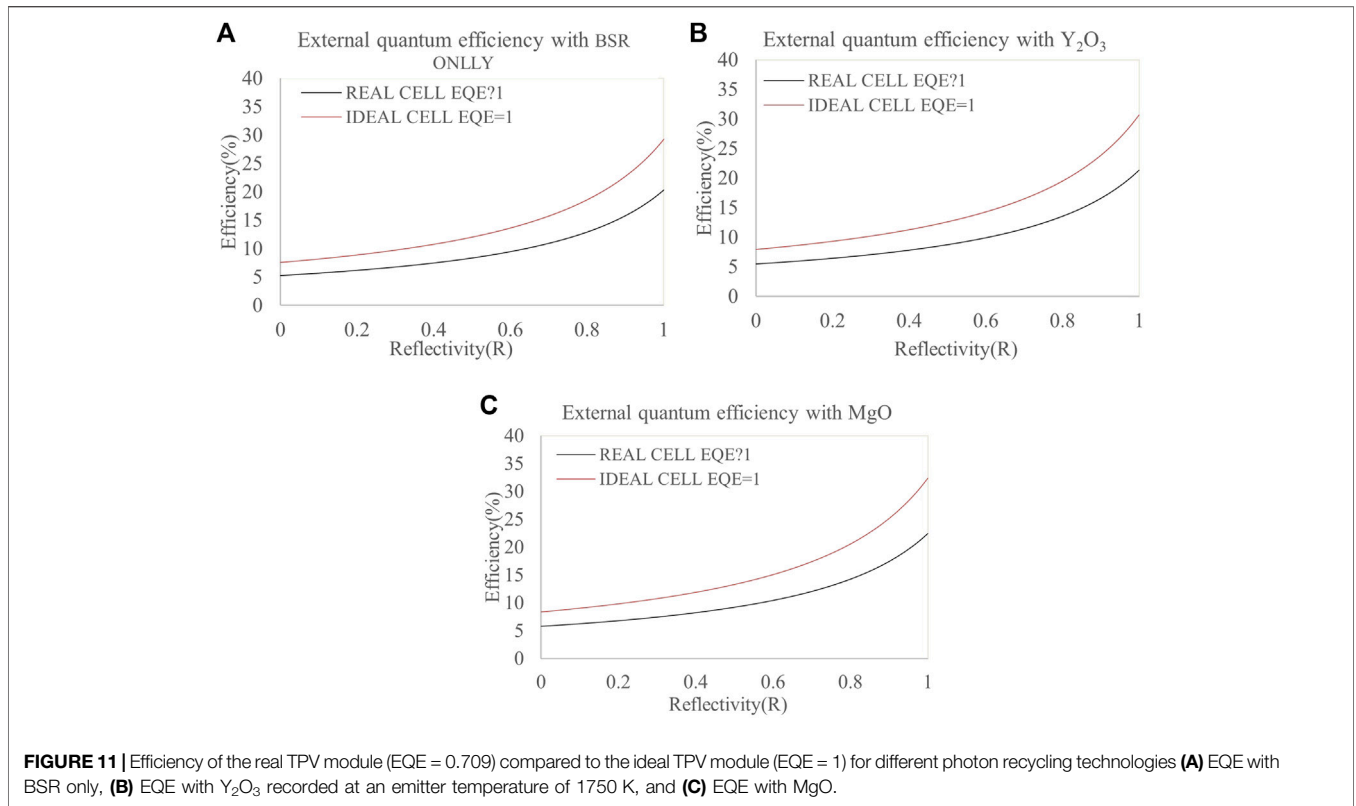 A
External quantum efficiency with BSR
ONLLY
REAL CELL EQE?1
IDEAL CELL EQE=1
Efficiency(%)
40
35
30
25
20
15
10
5
0
0 0.2 0.4 0.6 0.8 1
Reflectivity(R)
B
External quantum efficiency with Y₂O₃
REAL CELL EQE?1
IDEAL CELL EQE=1
Efficiency(%)
40
35
30
25
20
15
10
5
0
0 0.2 0.4 0.6 0.8 1
Reflectivity(R)
C
External quantum efficiency with MgO
REAL CELL EQE?1
IDEAL CELL EQE=1
Efficiency(%)
40
35
30
25
20
15
10
5
0
0 0.2 0.4 0.6 0.8 1
Reflectivity(R)
FIGURE 11 | Efficiency of the real TPV module (EQE = 0.709) compared to the ideal TPV module (EQE = 1) for different photon recycling technologies (A) EQE with
BSR only, (B) EQE with Y₂O₃ recorded at an emitter temperature of 1750 K, and (C) EQE with MgO.